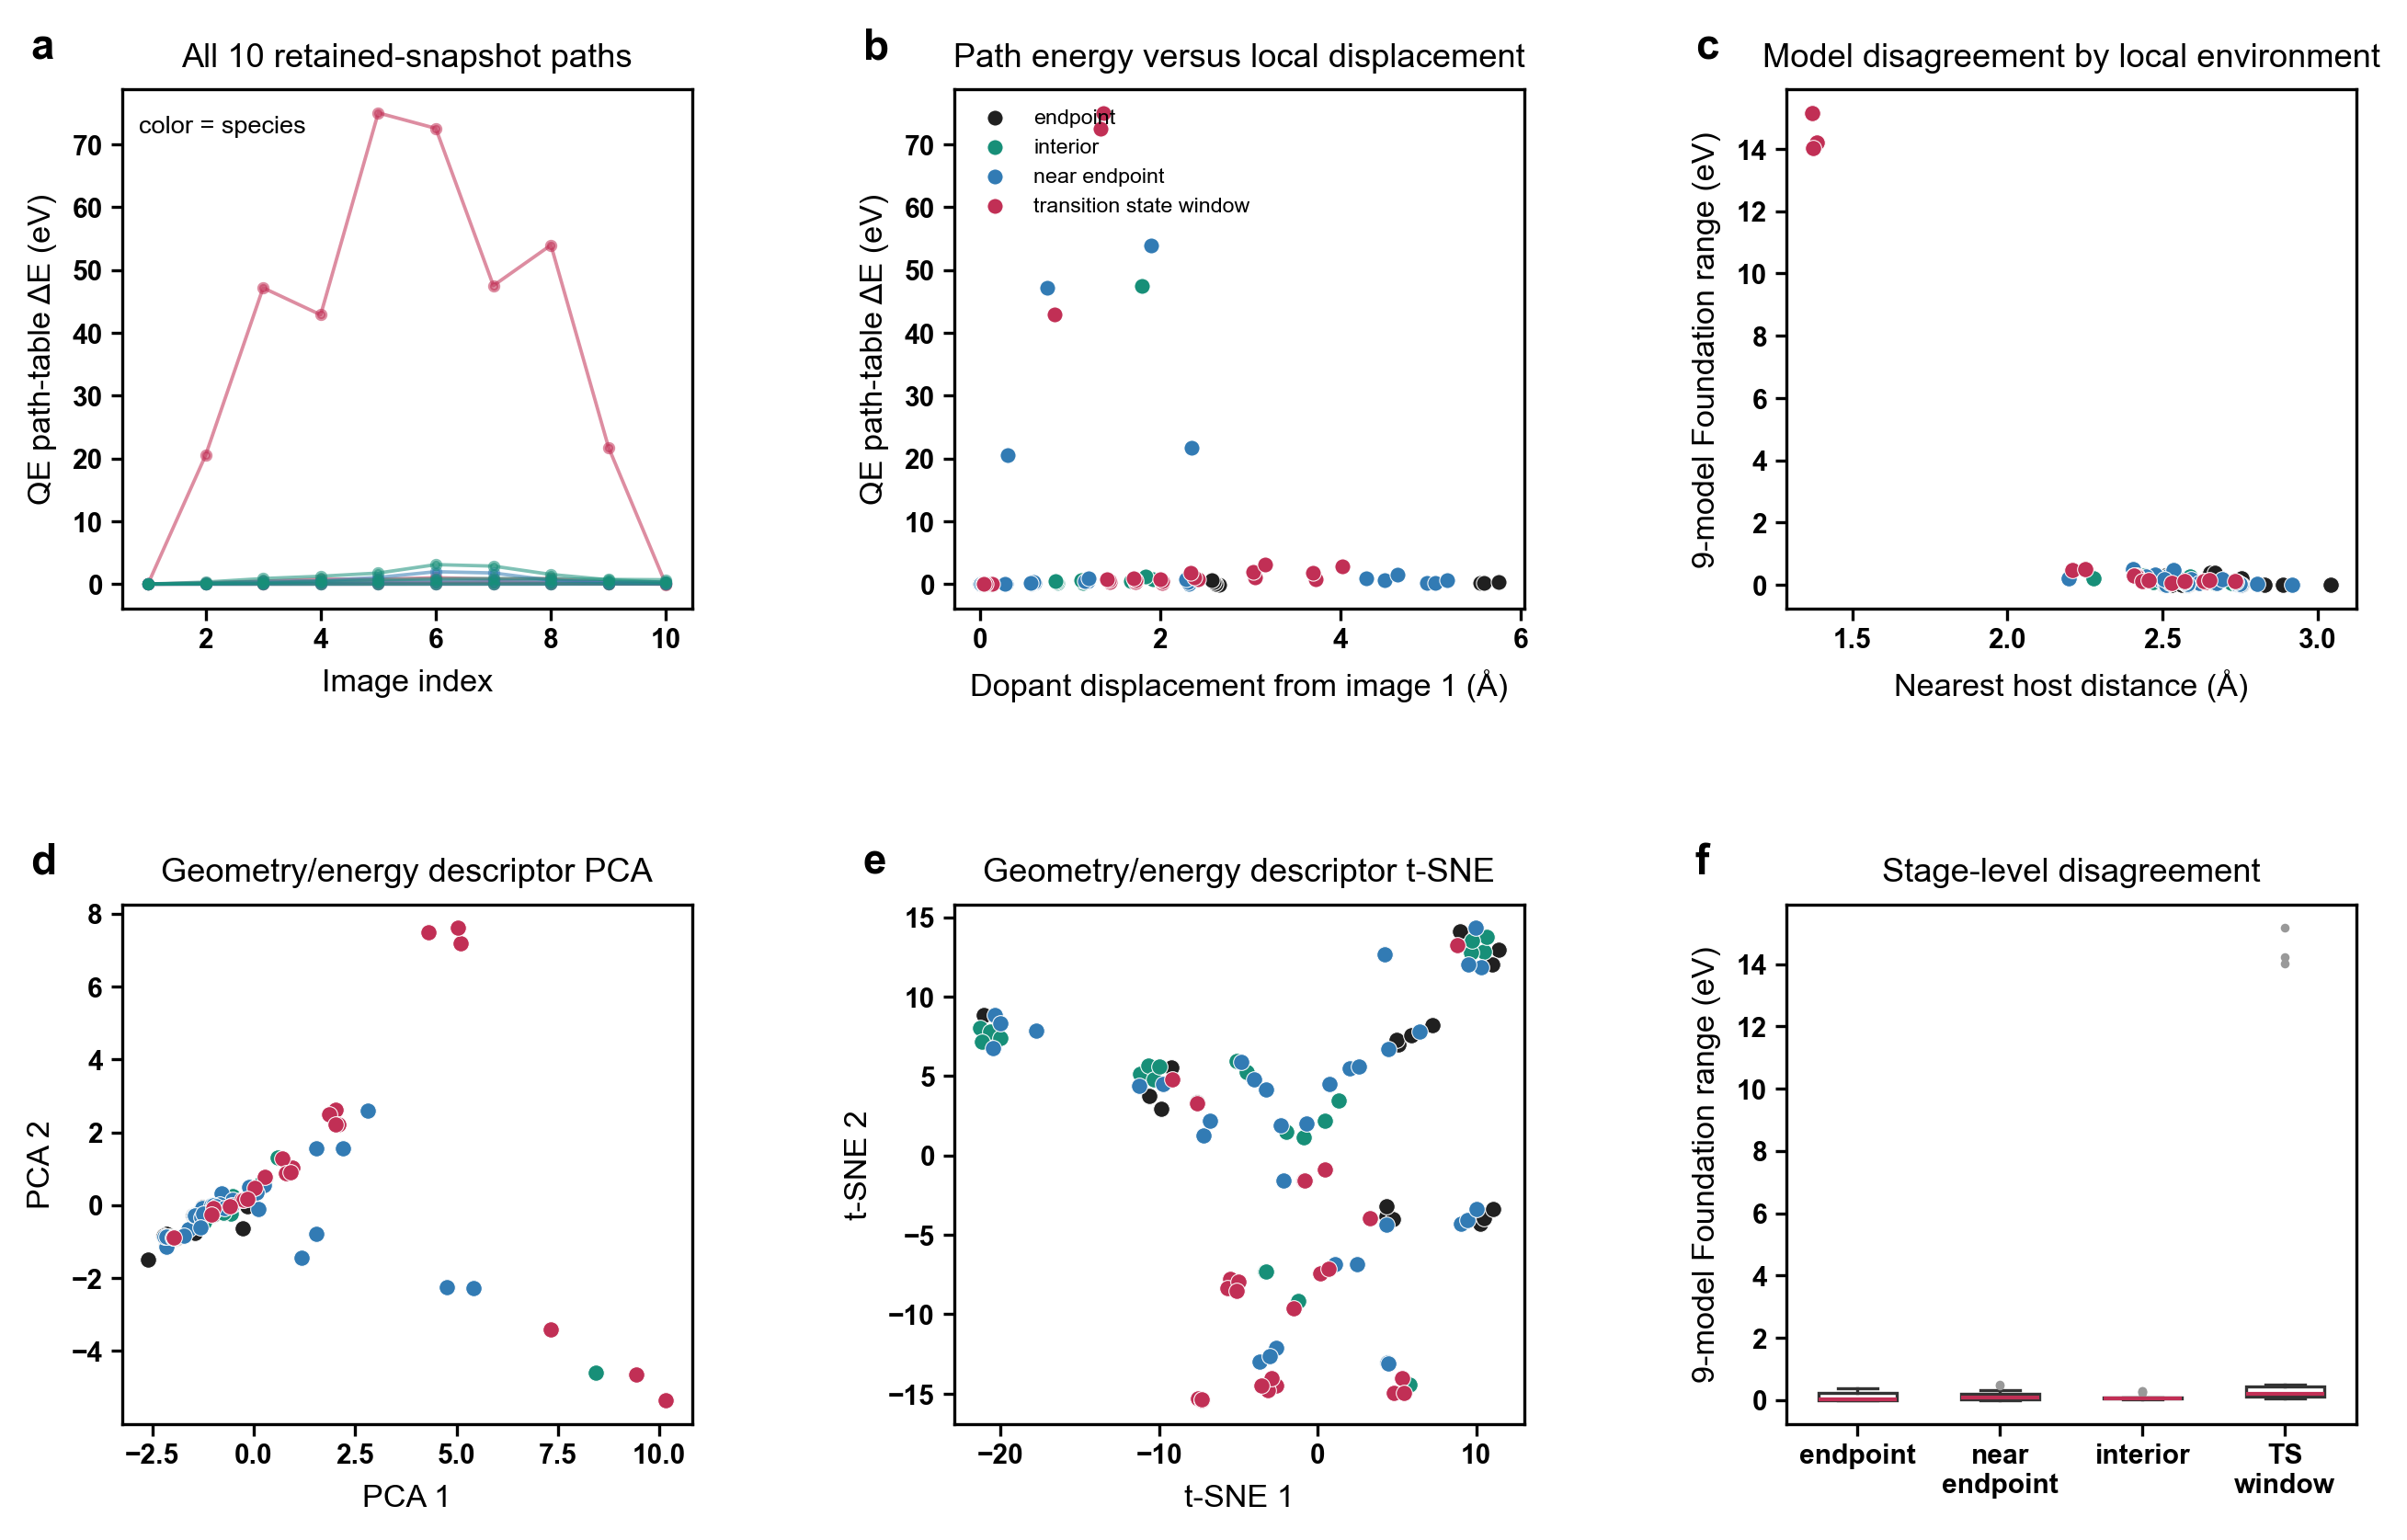 a
All 10 retained-snapshot paths
color = species
QE path-table ΔE (eV)
70
60
50
40
30
20
10
0
2
4
6
8
10
Image index
b
Path energy versus local displacement
endpoint
interior
near endpoint
transition state window
QE path-table ΔE (eV)
70
60
50
40
30
20
10
0
0
2
4
6
Dopant displacement from image 1 (Å)
c
Model disagreement by local environment
9-model Foundation range (eV)
14
12
10
8
6
4
2
0
1.5
2.0
2.5
3.0
Nearest host distance (Å)
d
Geometry/energy descriptor PCA
PCA 2
8
6
4
2
0
−2
−4
−2.5
0.0
2.5
5.0
7.5
10.0
PCA 1
e
Geometry/energy descriptor t-SNE
t-SNE 2
15
10
5
0
−5
−10
−15
−20
−10
0
10
t-SNE 1
f
Stage-level disagreement
9-model Foundation range (eV)
14
12
10
8
6
4
2
0
endpoint
near
endpoint
interior
TS
window